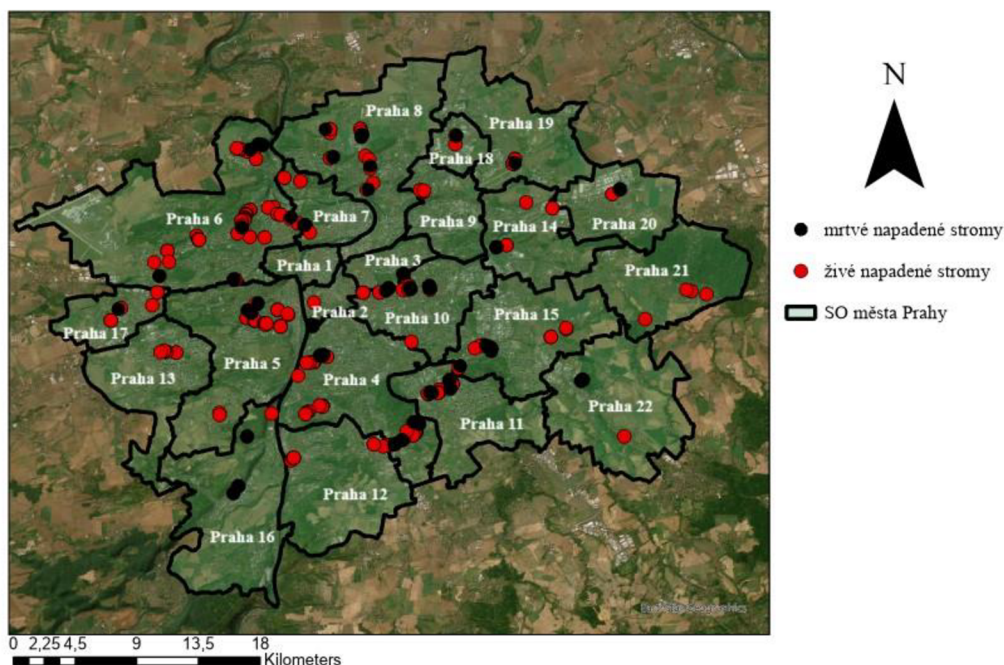 N
Praha 8
Praha 19
Praha 18
Praha 6
Praha 7
Praha 9
Praha 14
Praha 20
Praha 1
Praha 3
Praha 21
Praha 17
Praha 2
Praha 10
Praha 15
Praha 13
Praha 5
Praha 4
Praha 22
Praha 11
Praha 12
Praha 16
mrtvé napadené stromy
živé napadené stromy
SO města Prahy
0 2,25 4,5 9 13,5 18
Kilometers